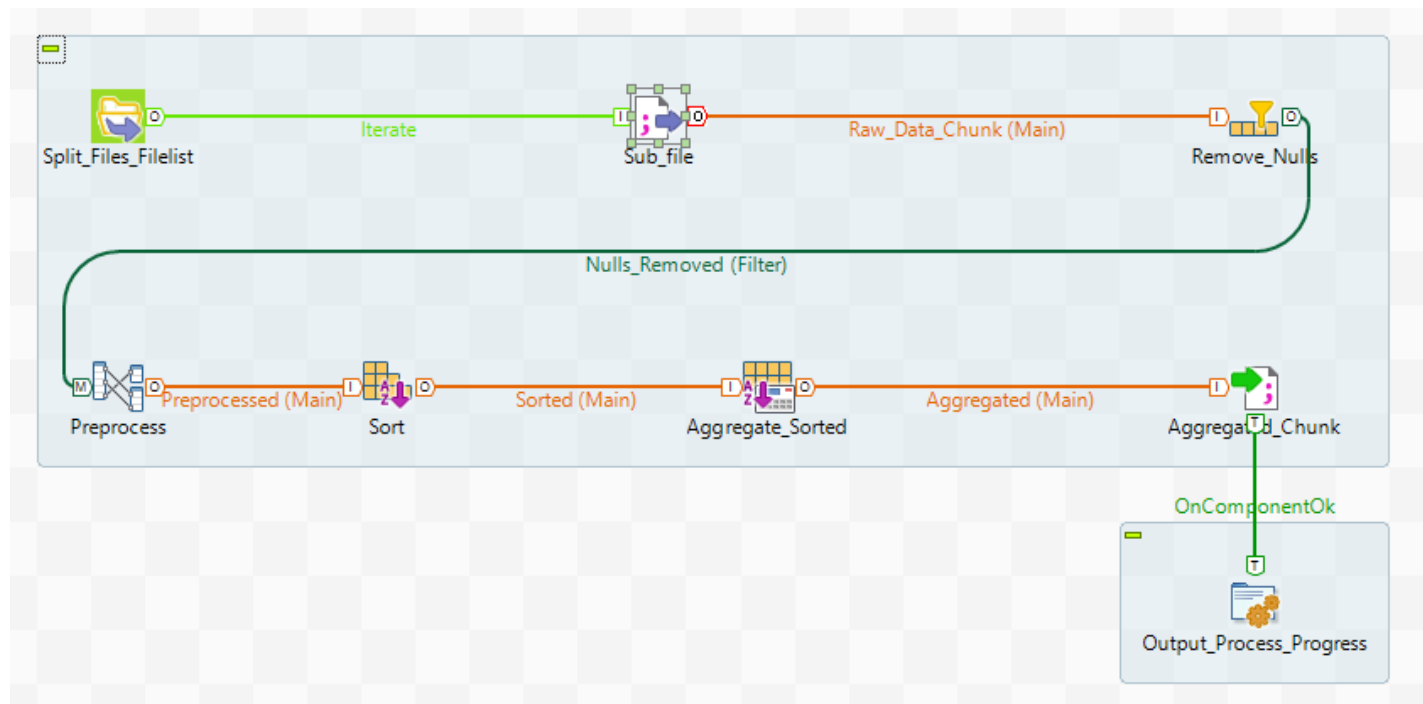 Iterate
Raw_Data_Chunk (Main)
Split_Files_Filelist
Sub_file
Remove_Nulls
Nulls_Removed (Filter)
Preprocessed (Main)
Sorted (Main)
Aggregated (Main)
Preprocess
Sort
Aggregate_Sorted
Aggregated_Chunk
OnComponentOk
Output_Process_Progress